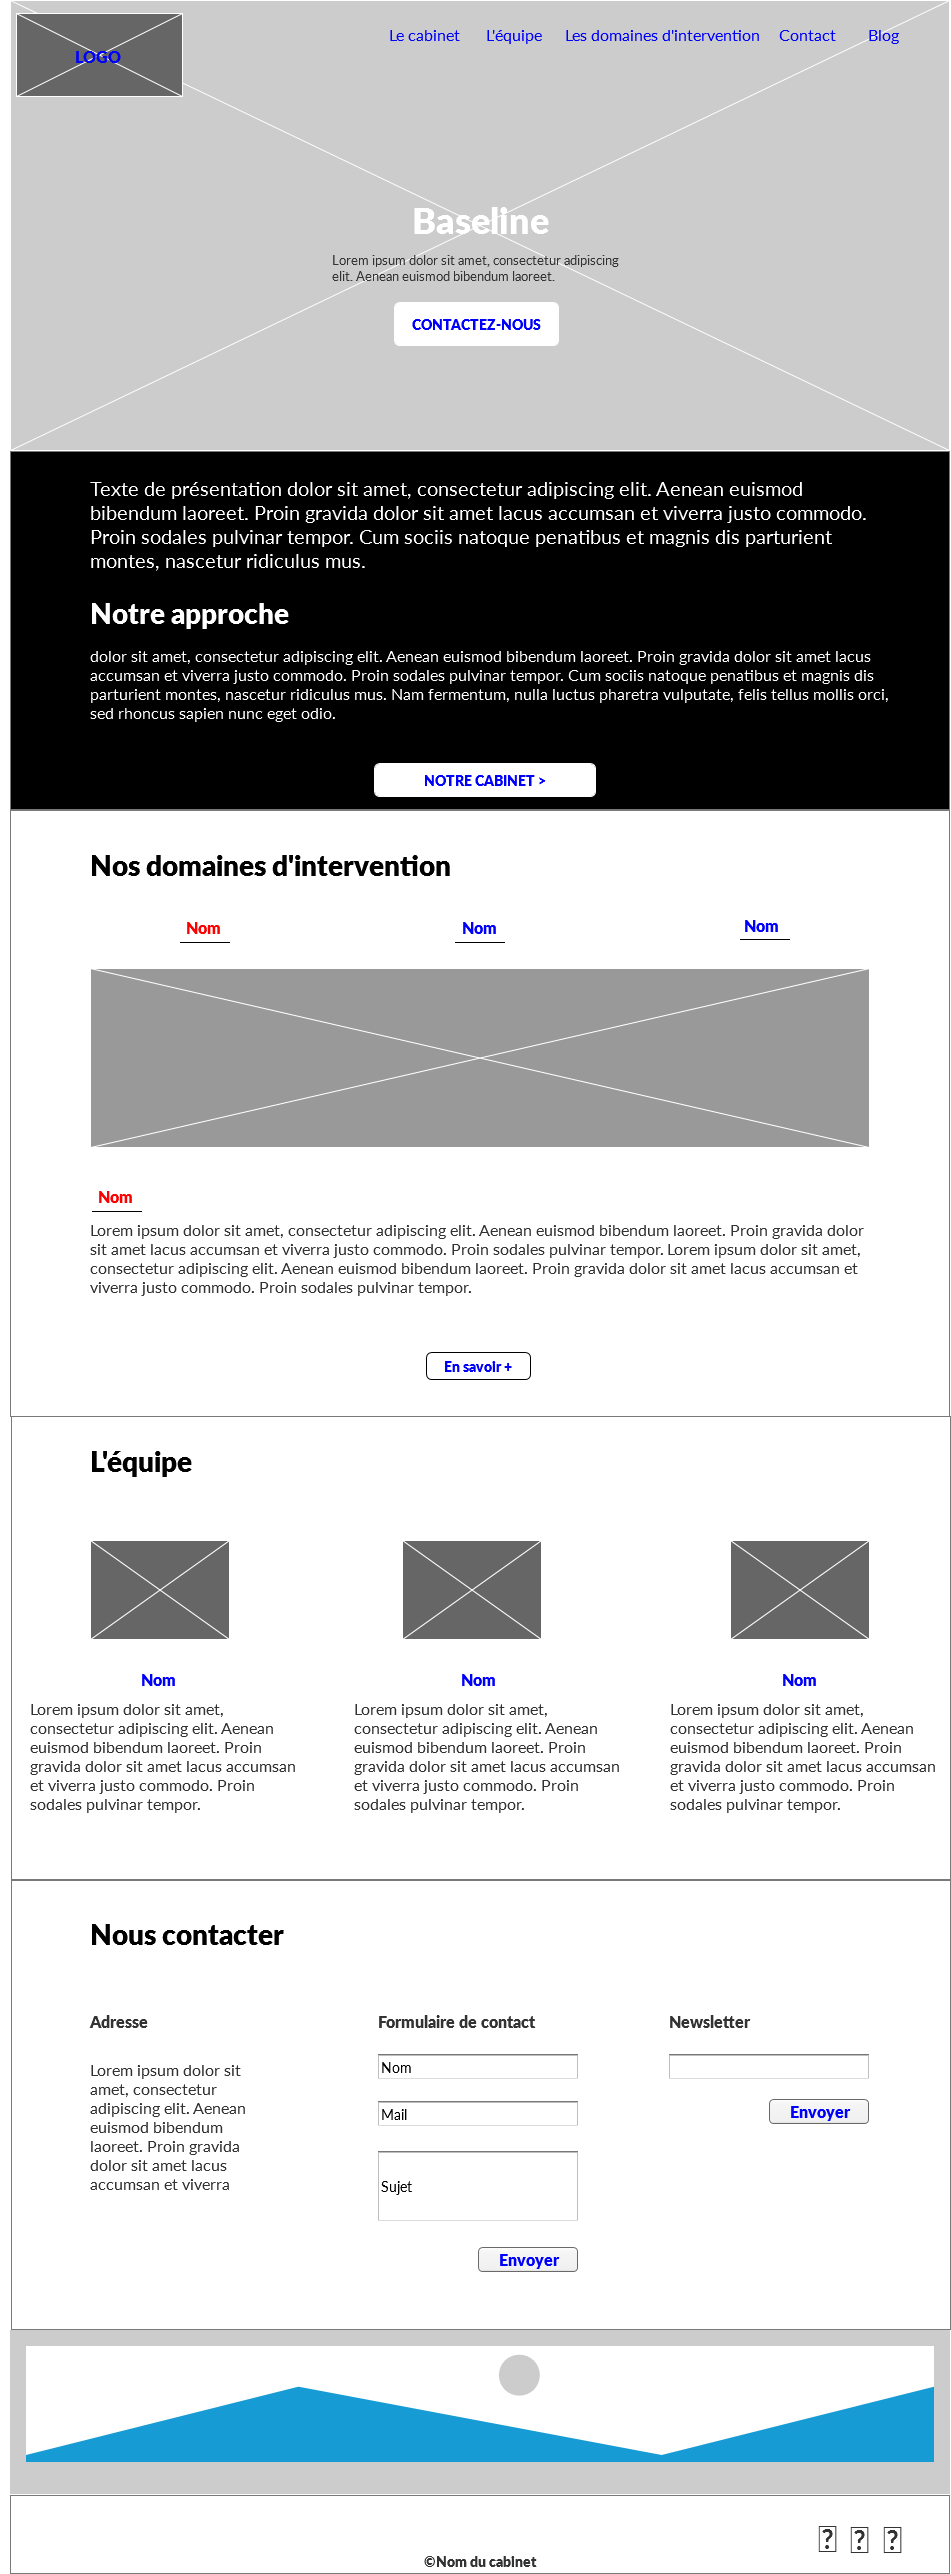 LOGO
Le cabinet L'équipe Les domaines d'intervention Contact Blog
Baseline
Lorem ipsum dolor sit amet, consectetur adipiscing
elit. Aenean euismod bibendum laoreet.
CONTACTEZ-NOUS
Texte de présentation dolor sit amet, consectetur adipiscing elit. Aenean euismod
bibendum laoreet. Proin gravida dolor sit amet lacus accumsan et viverra justo commodo.
Proin sodales pulvinar tempor. Cum sociis natoque penatibus et magnis dis parturient
montes, nascetur ridiculus mus.
Notre approche
dolor sit amet, consectetur adipiscing elit. Aenean euismod bibendum laoreet. Proin gravida dolor sit amet lacus
accumsan et viverra justo commodo. Proin sodales pulvinar tempor. Cum sociis natoque penatibus et magnis dis
parturient montes, nascetur ridiculus mus. Nam fermentum, nulla luctus pharetra vulputate, felis tellus mollis orci,
sed rhoncus sapien nunc eget odio.
NOTRE CABINET >
Nos domaines d'intervention
Nom Nom Nom
Nom
Lorem ipsum dolor sit amet, consectetur adipiscing elit. Aenean euismod bibendum laoreet. Proin gravida dolor
sit amet lacus accumsan et viverra justo commodo. Proin sodales pulvinar tempor. Lorem ipsum dolor sit amet,
consectetur adipiscing elit. Aenean euismod bibendum laoreet. Proin gravida dolor sit amet lacus accumsan et
viverra justo commodo. Proin sodales pulvinar tempor.
En savoir +
L'équipe
Nom
Lorem ipsum dolor sit amet,
consectetur adipiscing elit. Aenean
euismod bibendum laoreet. Proin
gravida dolor sit amet lacus accumsan
et viverra justo commodo. Proin
sodales pulvinar tempor.
Nom
Lorem ipsum dolor sit amet,
consectetur adipiscing elit. Aenean
euismod bibendum laoreet. Proin
gravida dolor sit amet lacus accumsan
et viverra justo commodo. Proin
sodales pulvinar tempor.
Nom
Lorem ipsum dolor sit amet,
consectetur adipiscing elit. Aenean
euismod bibendum laoreet. Proin
gravida dolor sit amet lacus accumsan
et viverra justo commodo. Proin
sodales pulvinar tempor.
Nous contacter
Adresse
Lorem ipsum dolor sit
amet, consectetur
adipiscing elit. Aenean
euismod bibendum
laoreet. Proin gravida
dolor sit amet lacus
accumsan et viverra
Formulaire de contact
Nom
Mail
Sujet
Envoyer
Newsletter
Envoyer
? ? ?
©Nom du cabinet